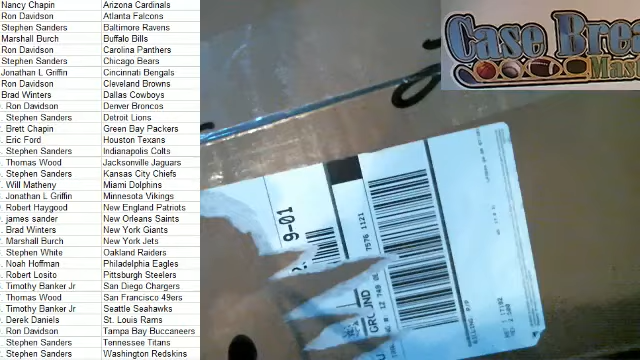 Nancy Chapin Arizona Cardinals
Ron Davidson Atlanta Falcons
Stephen Sanders Baltimore Ravens
Marshall Burch Buffalo Bills
Ron Davidson Carolina Panthers
Stephen Sanders Chicago Bears
Jonathan L Griffin Cincinnati Bengals
Ron Davidson Cleveland Browns
Brad Winters Dallas Cowboys
Ron Davidson Denver Broncos
Stephen Sanders Detroit Lions
Brett Chapin Green Bay Packers
Eric Ford Houston Texans
Stephen Sanders Indianapolis Colts
Thomas Wood Jacksonville Jaguars
Stephen Sanders Kansas City Chiefs
Will Matheny Miami Dolphins
Jonathan L Griffin Minnesota Vikings
Robert Haygood New England Patriots
james sander New Orleans Saints
Brad Winters New York Giants
Marshall Burch New York Jets
Stephen White Oakland Raiders
Noah Hoffman Philadelphia Eagles
Robert Losito Pittsburgh Steelers
Timothy Banker Jr San Diego Chargers
Thomas Wood San Francisco 49ers
Timothy Banker Jr Seattle Seahawks
Derek Daniels St. Louis Rams
Ron Davidson Tampa Bay Buccaneers
Stephen Sanders Tennessee Titans
Stephen Sanders Washington Redskins
Case Brea
Mast
9-01
7576 1121